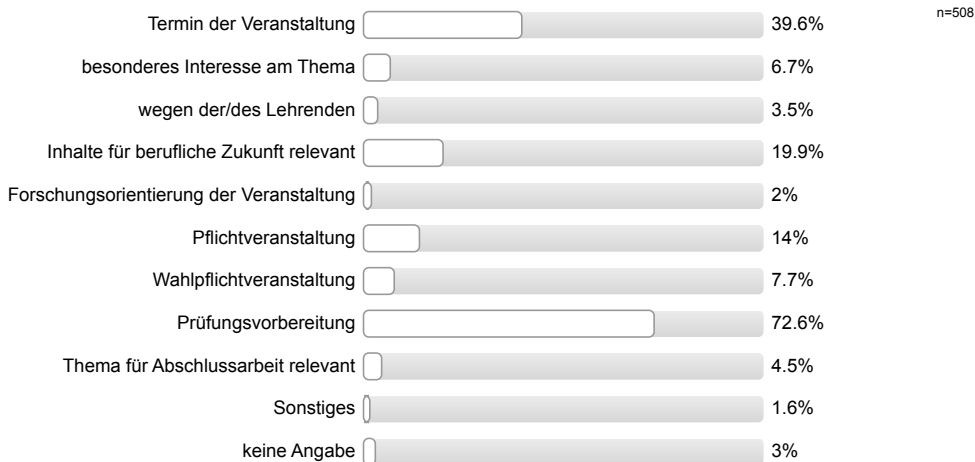 n=508
Termin der Veranstaltung 39.6%
besonderes Interesse am Thema 6.7%
wegen der/des Lehrenden 3.5%
Inhalte für berufliche Zukunft relevant 19.9%
Forschungsorientierung der Veranstaltung 2%
Pflichtveranstaltung 14%
Wahlpflichtveranstaltung 7.7%
Prüfungsvorbereitung 72.6%
Thema für Abschlussarbeit relevant 4.5%
Sonstiges 1.6%
keine Angabe 3%